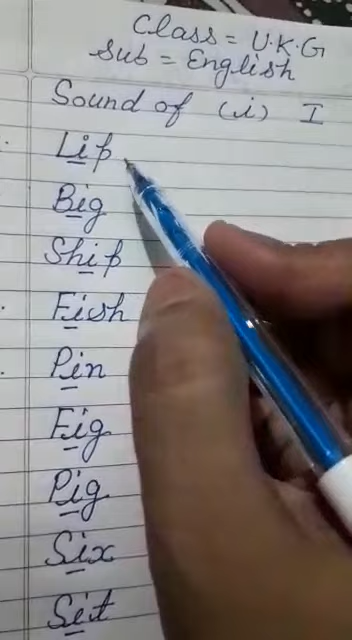 Class = U.K.G
Sub = English
Sound of (i) I
Lip
Big
Ship
Fish
Pin
Fig
Pig
Six
Sit